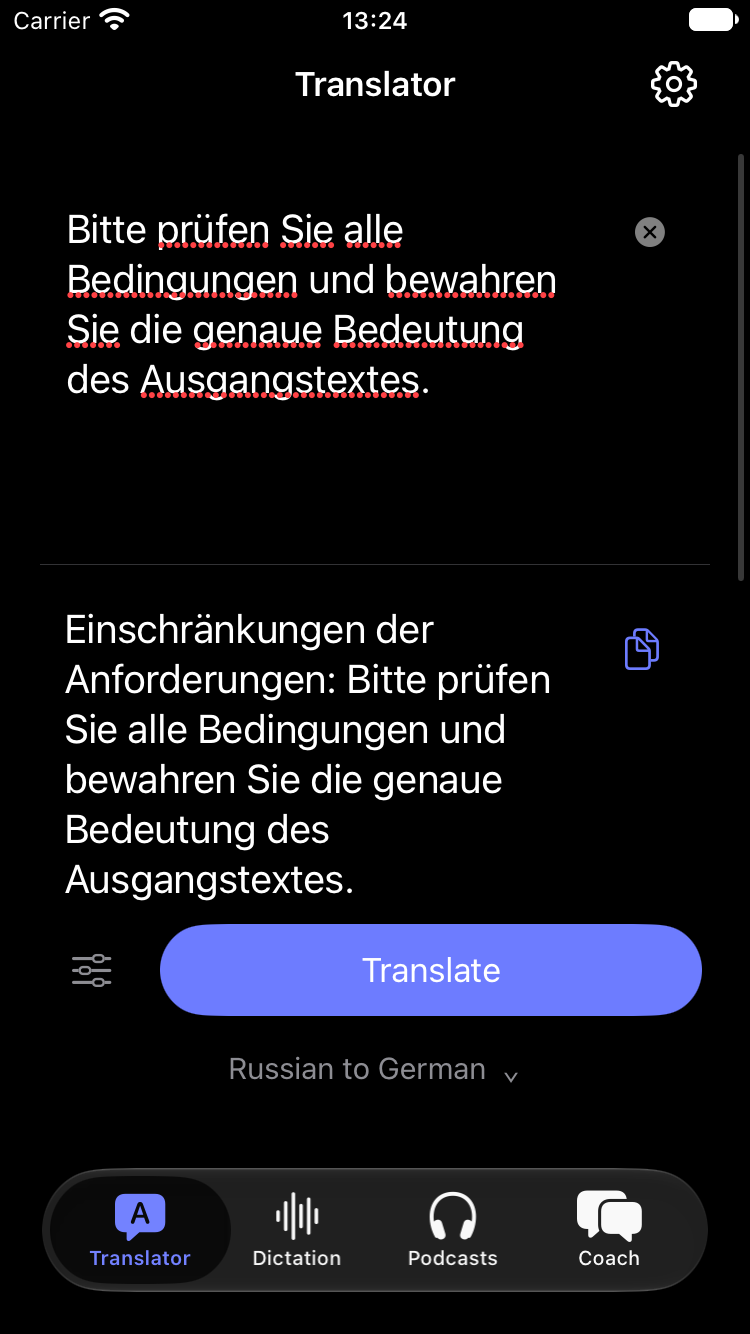 Carrier
13:24
Translator
Bitte prüfen Sie alle
Bedingungen und bewahren
Sie die genaue Bedeutung
des Ausgangstextes.
Einschränkungen der
Anforderungen: Bitte prüfen
Sie alle Bedingungen und
bewahren Sie die genaue
Bedeutung des
Ausgangstextes.
Translate
Russian to German
Translator
Dictation
Podcasts
Coach